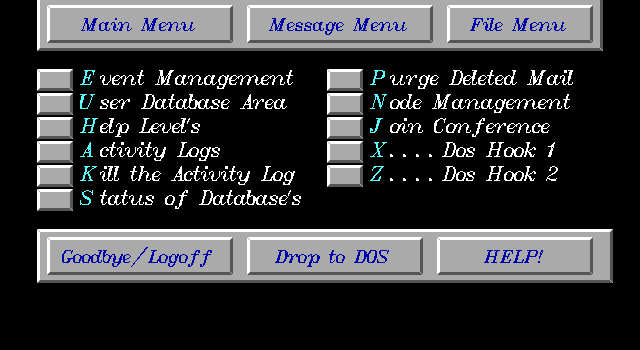 Main Menu Message Menu File Menu
Event Management Purge Deleted Mail
User Database Area Node Management
Help Level's Join Conference
Activity Logs X.... Dos Hook 1
Kill the Activity Log Z.... Dos Hook 2
Status of Database's
Goodbye/Logoff Drop to DOS HELP!